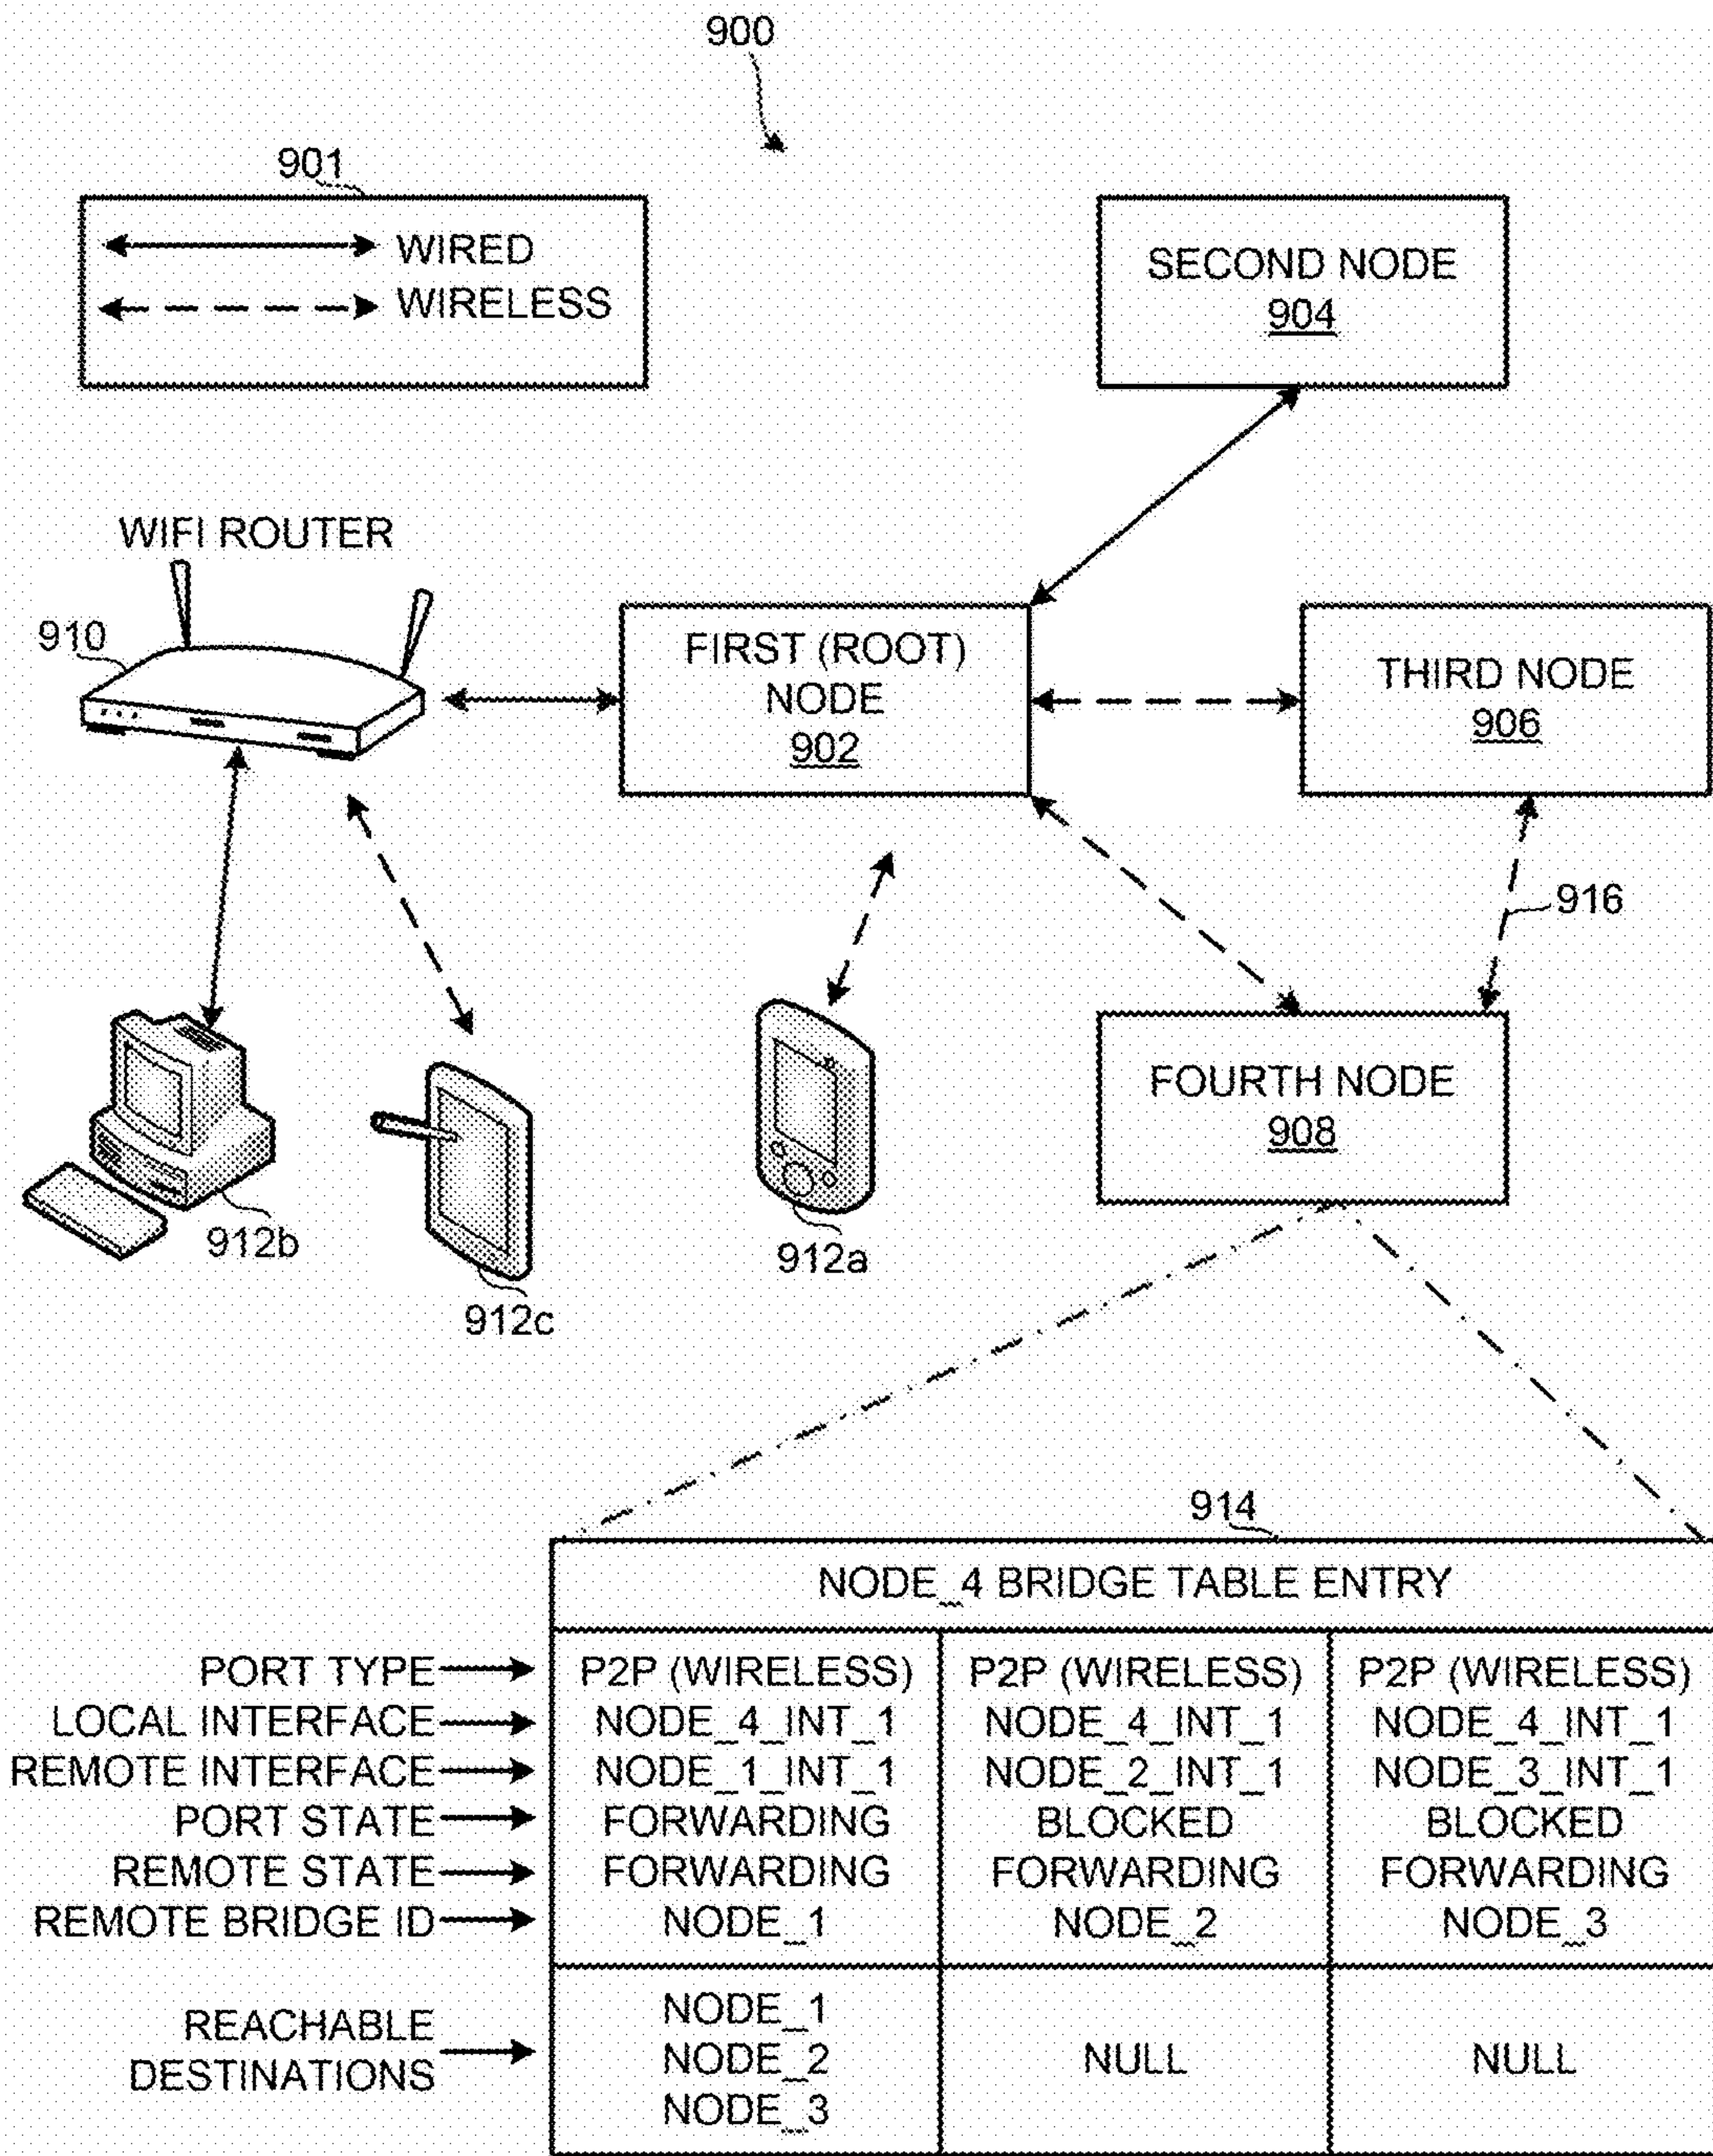 900
901
WIRED
WIRELESS
SECOND NODE
904
WIFI ROUTER
910
FIRST (ROOT)
NODE
902
THIRD NODE
906
916
FOURTH NODE
908
912b
912c
912a
914
NODE_4 BRIDGE TABLE ENTRY
PORT TYPE P2P (WIRELESS) P2P (WIRELESS) P2P (WIRELESS)
LOCAL INTERFACE NODE_4_INT_1 NODE_4_INT_1 NODE_4_INT_1
REMOTE INTERFACE NODE_1_INT_1 NODE_2_INT_1 NODE_3_INT_1
PORT STATE FORWARDING BLOCKED BLOCKED
REMOTE STATE FORWARDING FORWARDING FORWARDING
REMOTE BRIDGE ID NODE_1 NODE_2 NODE_3
REACHABLE
DESTINATIONS
NODE_1
NODE_2
NODE_3
NULL
NULL